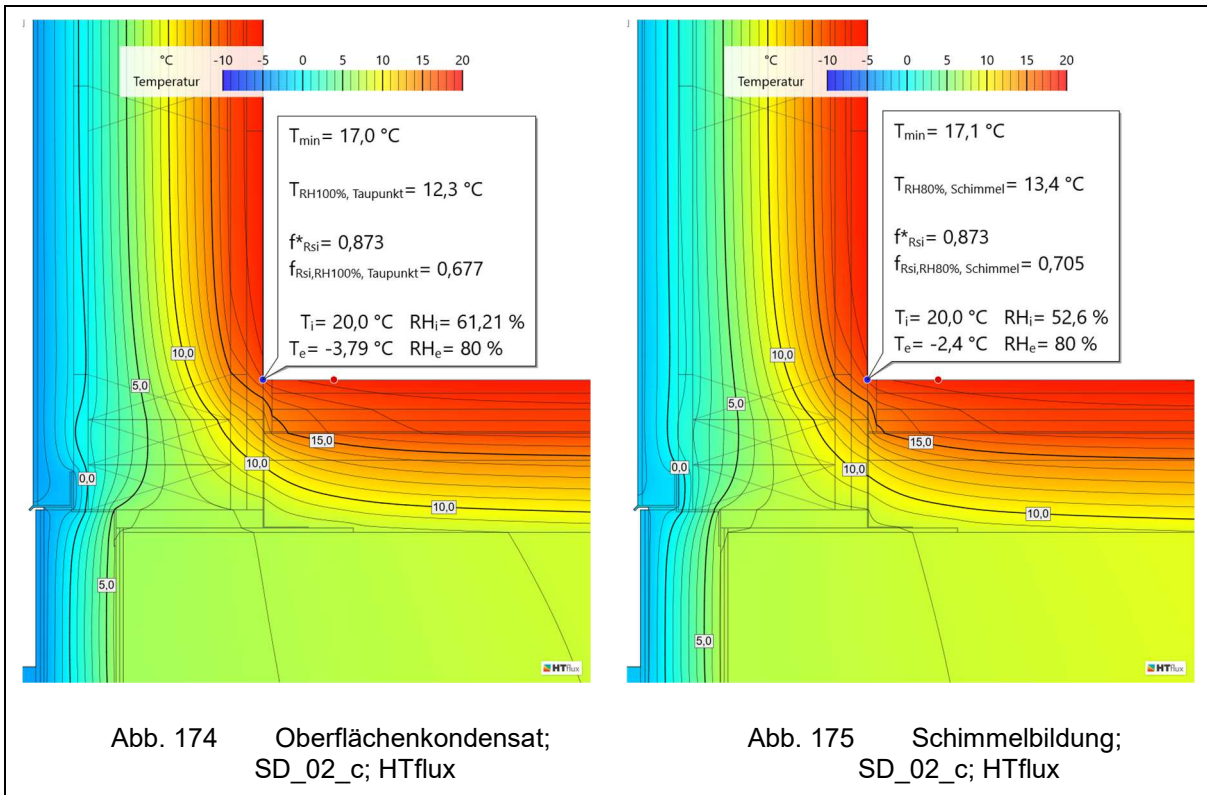 °C -10 -5 0 5 10 15 20
Temperatur
T_min = 17,0 °C
T_RH100%, Taupunkt = 12,3 °C
f*_Rsi = 0,873
f_Rsi,RH100%, Taupunkt = 0,677
T_i = 20,0 °C RH_i = 61,21 %
T_e = -3,79 °C RH_e = 80 %
10,0
5,0
15,0
10,0
0,0
10,0
5,0
HTflux
Abb. 174 Oberflächenkondensat;
SD_02_c; HTflux
°C -10 -5 0 5 10 15 20
Temperatur
T_min = 17,1 °C
T_RH80%, Schimmel = 13,4 °C
f*_Rsi = 0,873
f_Rsi,RH80%, Schimmel = 0,705
T_i = 20,0 °C RH_i = 52,6 %
T_e = -2,4 °C RH_e = 80 %
10,0
5,0
15,0
0,0
10,0
10,0
5,0
HTflux
Abb. 175 Schimmelbildung;
SD_02_c; HTflux